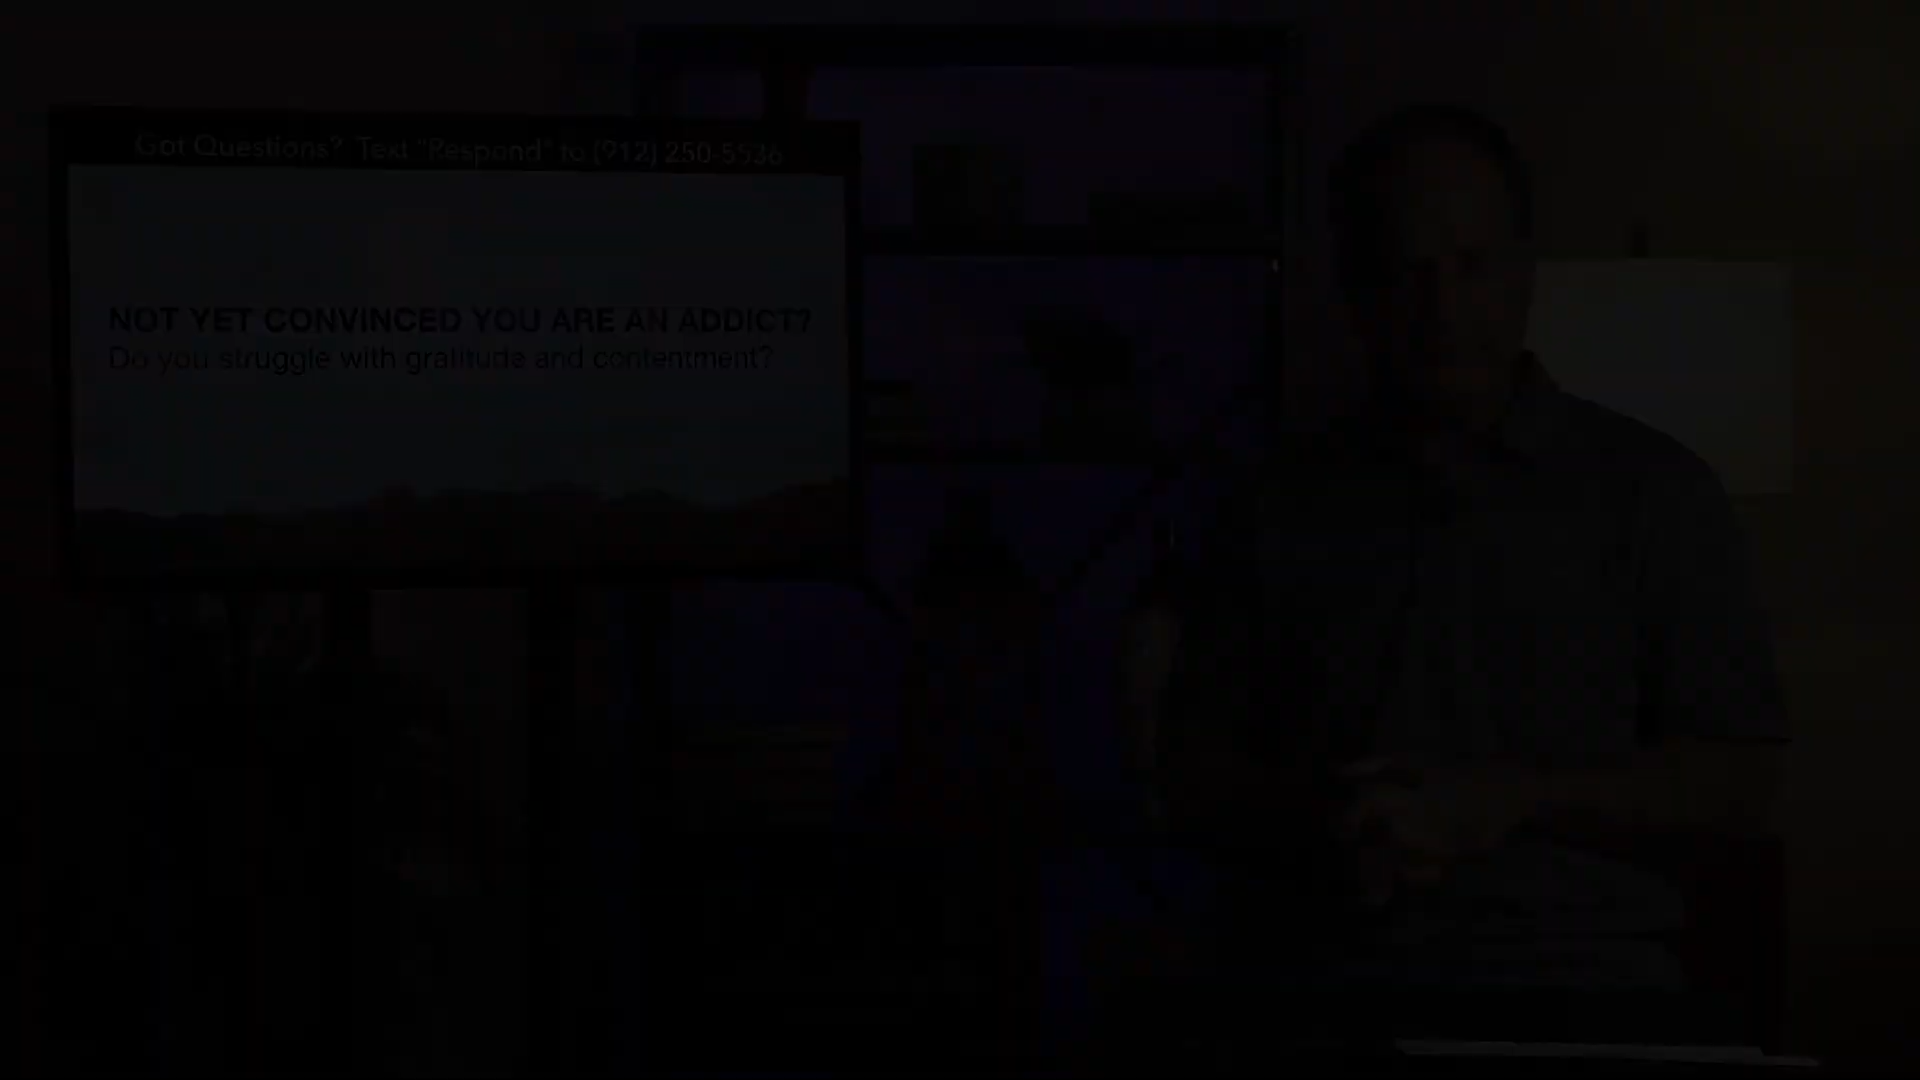 Got Questions? Text "Respond" to (912) 250-5536
NOT YET CONVINCED YOU ARE AN ADDICT?
Do you struggle with gratitude and contentment?